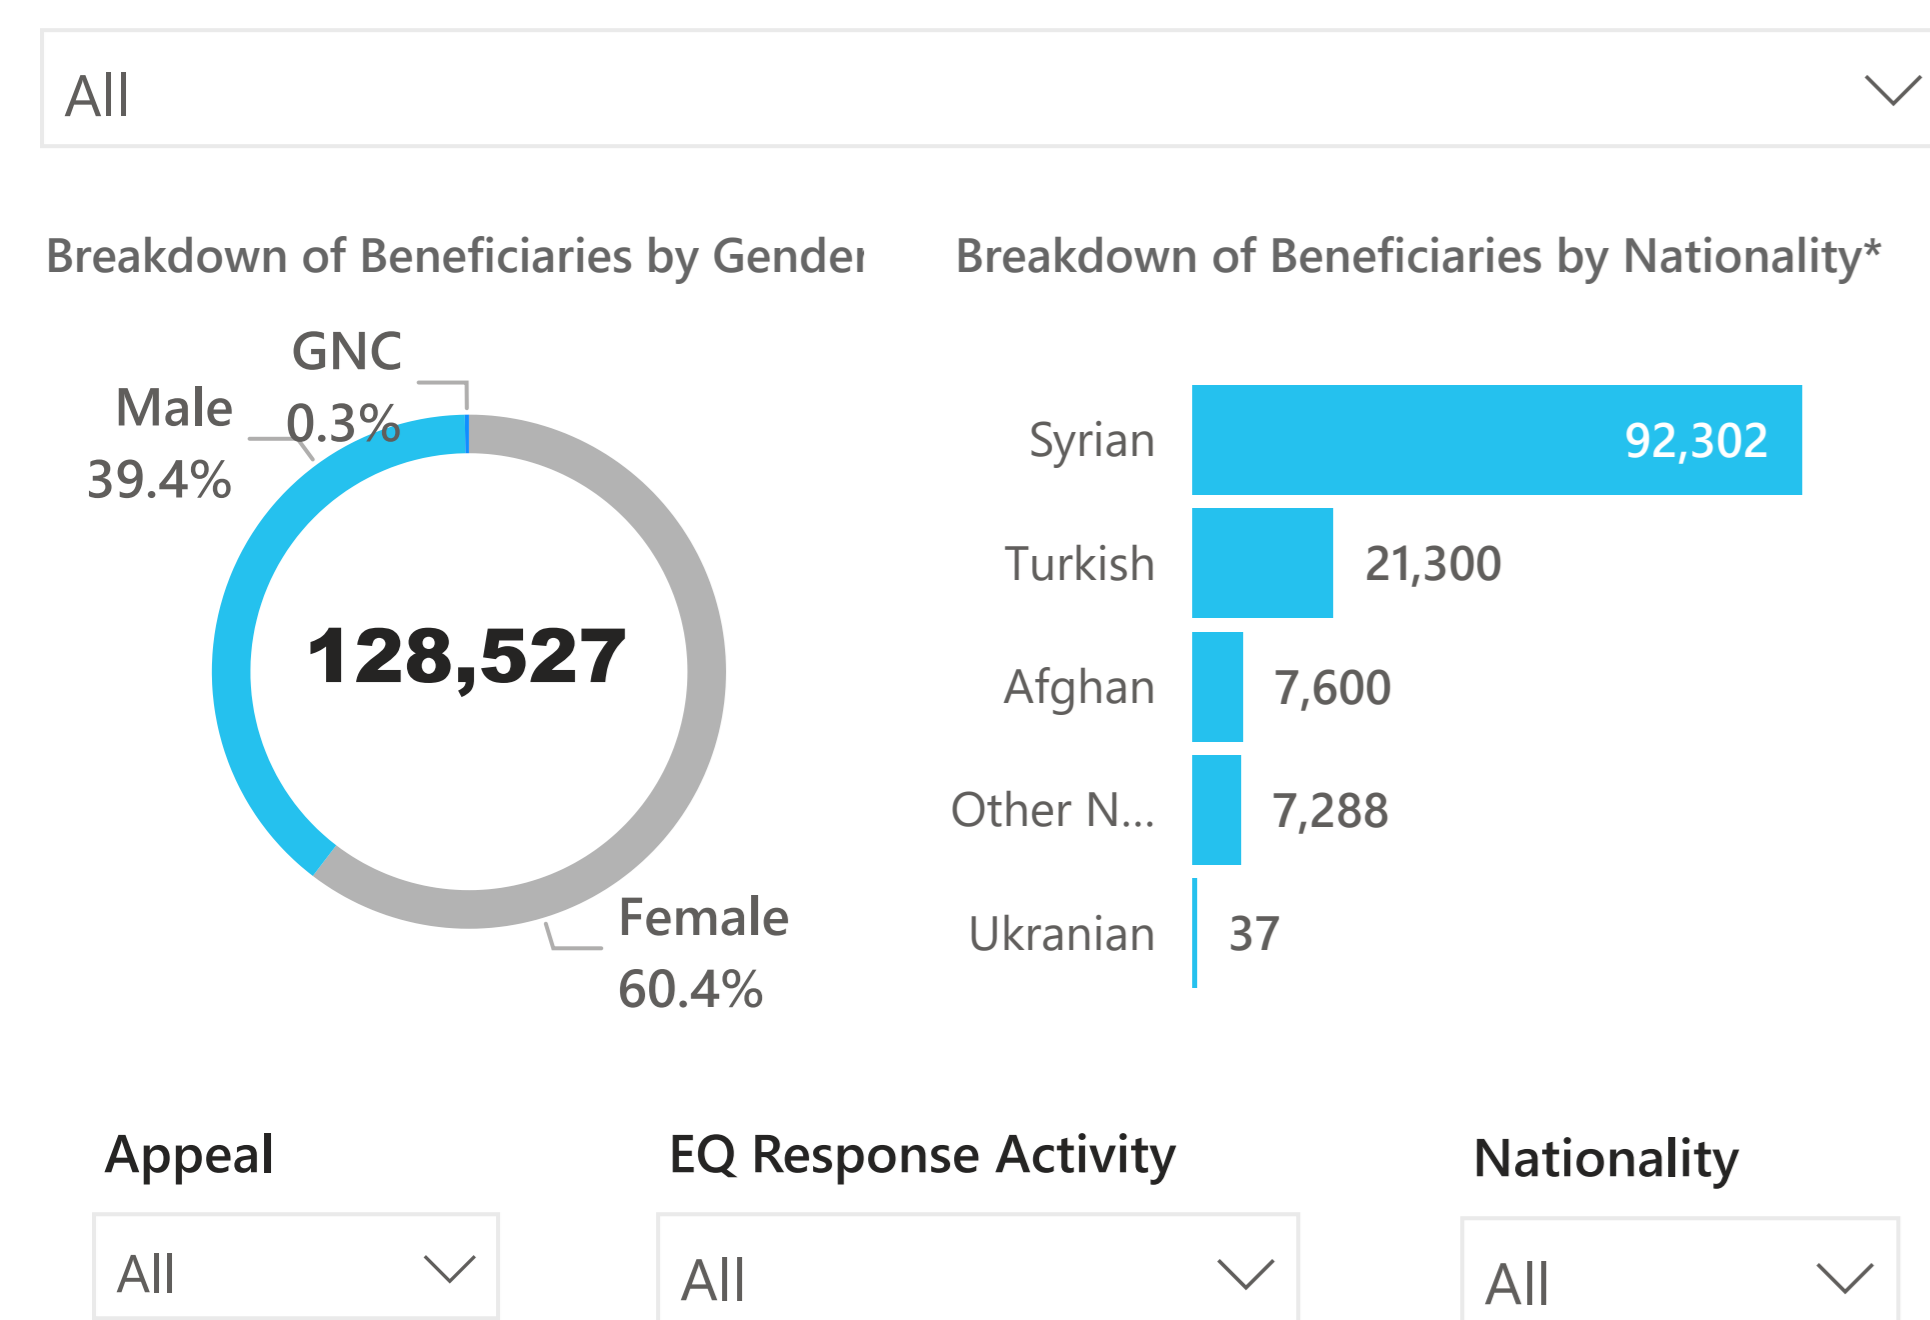 All
Breakdown of Beneficiaries by Gender
GNC
0.3%
Male
39.4%
128,527
Female
60.4%
Breakdown of Beneficiaries by Nationality*
Syrian 92,302
Turkish 21,300
Afghan 7,600
Other N... 7,288
Ukranian 37
Appeal
All
EQ Response Activity
All
Nationality
All